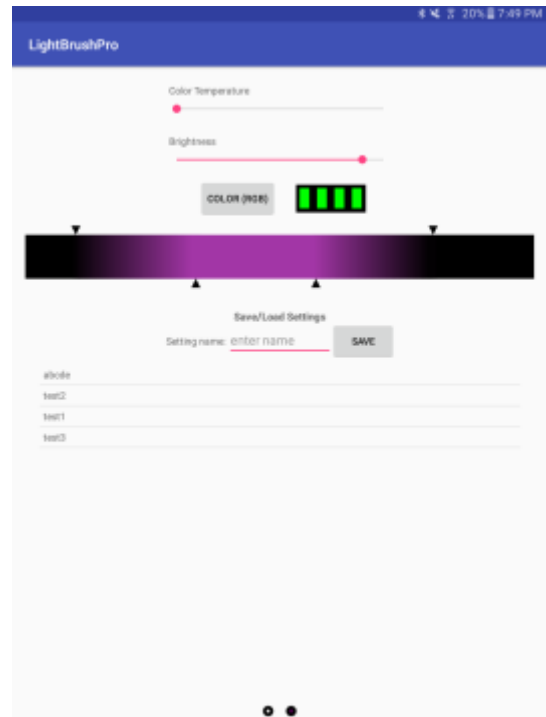 20% 7:49 PM
LightBrushPro
Color Temperature
Brightness
COLOR (RGB)
Save/Load Settings
Setting name: enter name SAVE
abcde
test2
test1
test3